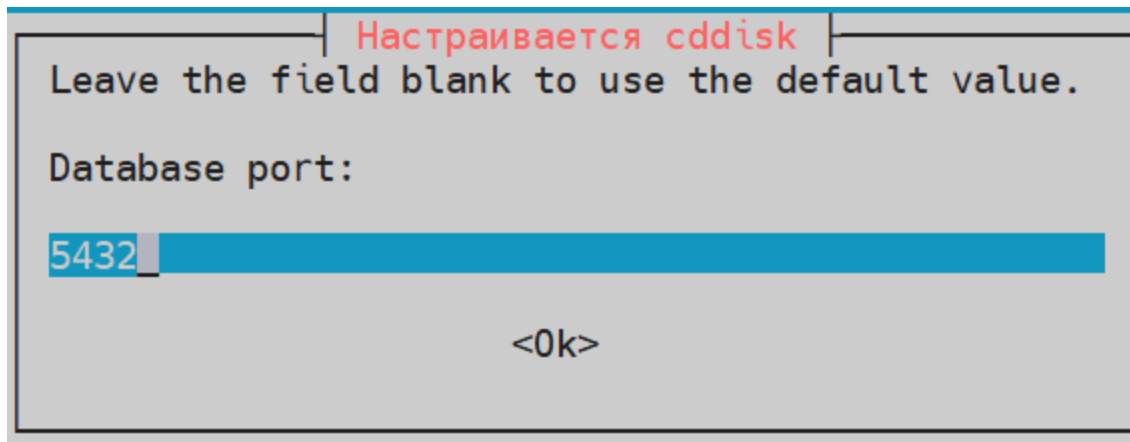 Настраивается cddisk
Leave the field blank to use the default value.
Database port:
5432
<Ok>